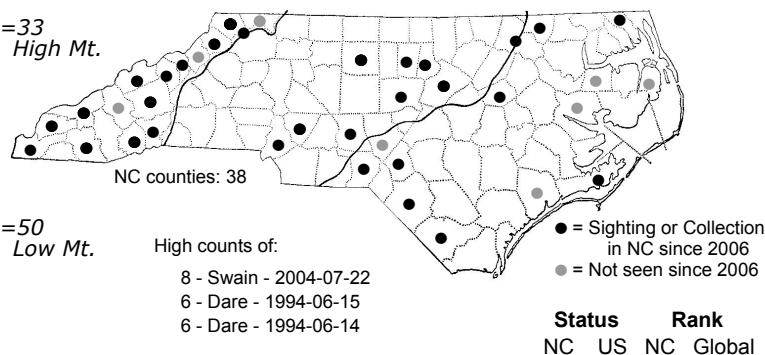 =33
High Mt.
NC counties: 38
=50
Low Mt.
High counts of:
8 - Swain - 2004-07-22
6 - Dare - 1994-06-15
6 - Dare - 1994-06-14
● = Sighting or Collection
in NC since 2006
● = Not seen since 2006
Status Rank
NC US NC Global